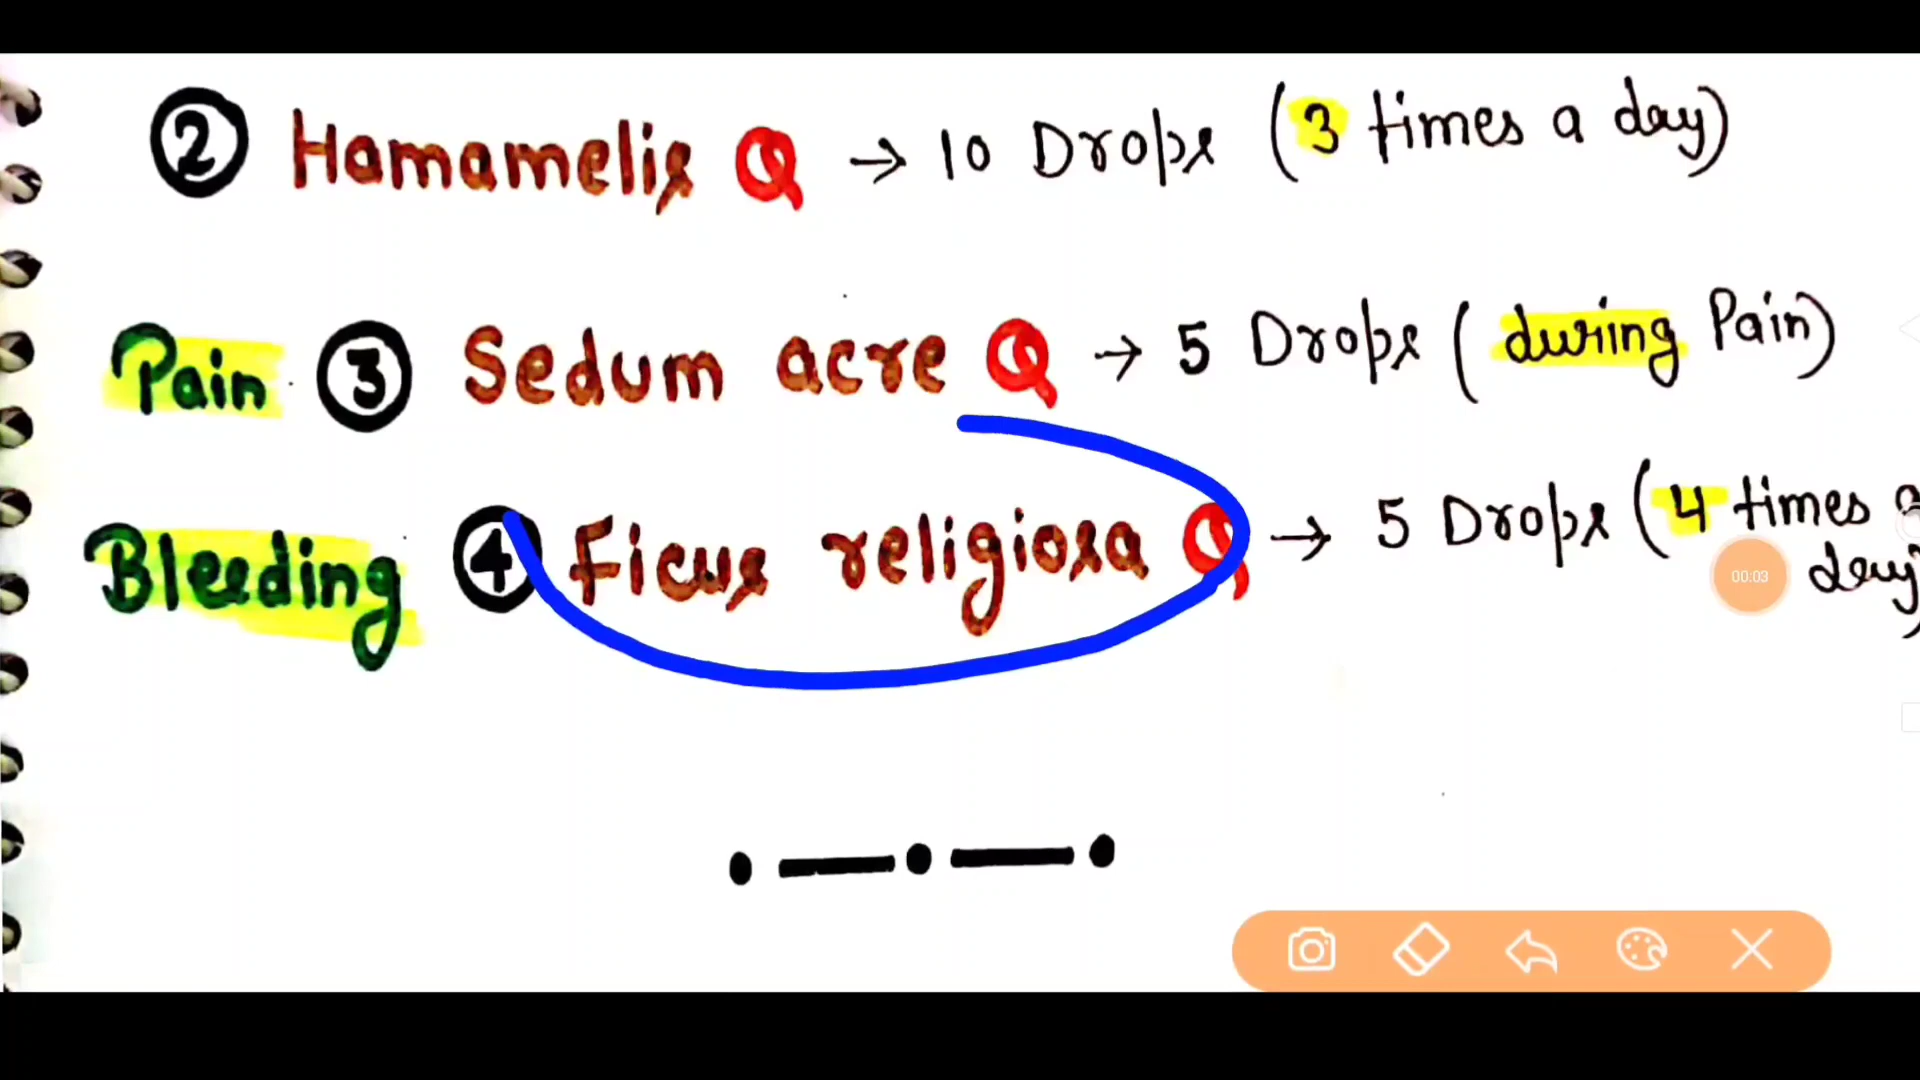 ② Hamamelis Q → 10 Drops (3 times a day)
Pain ③ Sedum acre Q → 5 Drops (during Pain)
Bleeding ④ Ficus religiosa Q → 5 Drops (4 times a
day)
00:03